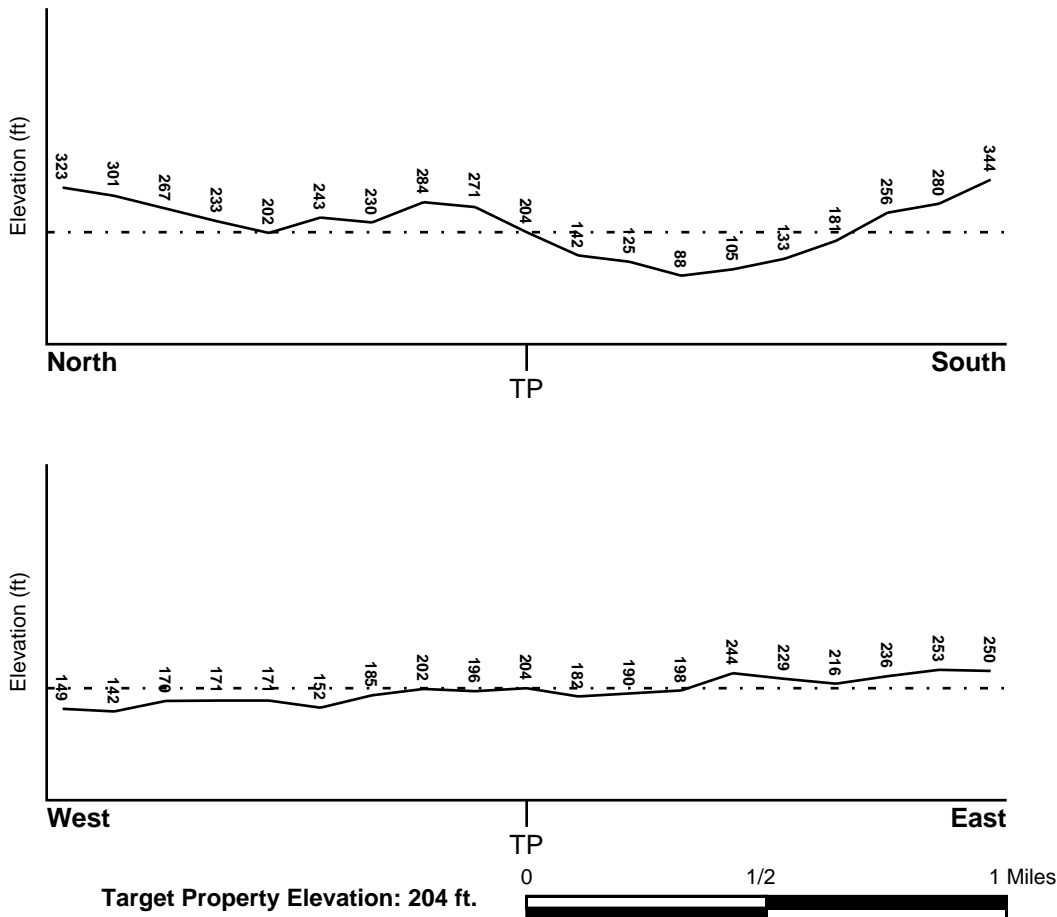 Elevation (ft)
323 301 267 233 202 243 230 284 271 204 142 125 88 105 133 181 256 280 344
North South
TP
Elevation (ft)
149 142 170 171 171 152 185 202 196 204 182 190 198 244 229 216 236 253 250
West East
TP
Target Property Elevation: 204 ft.
0 1/2 1 Miles